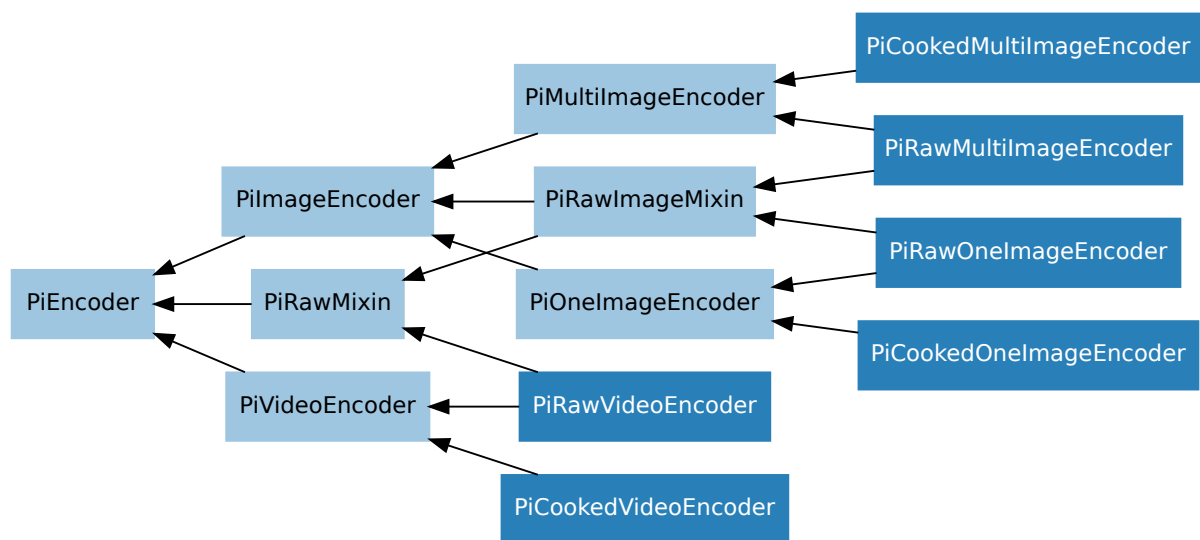 PiCookedMultiImageEncoder
PiMultiImageEncoder
PiRawMultiImageEncoder
PiImageEncoder
PiRawImageMixin
PiRawOneImageEncoder
PiEncoder
PiRawMixin
PiOneImageEncoder
PiCookedOneImageEncoder
PiVideoEncoder
PiRawVideoEncoder
PiCookedVideoEncoder